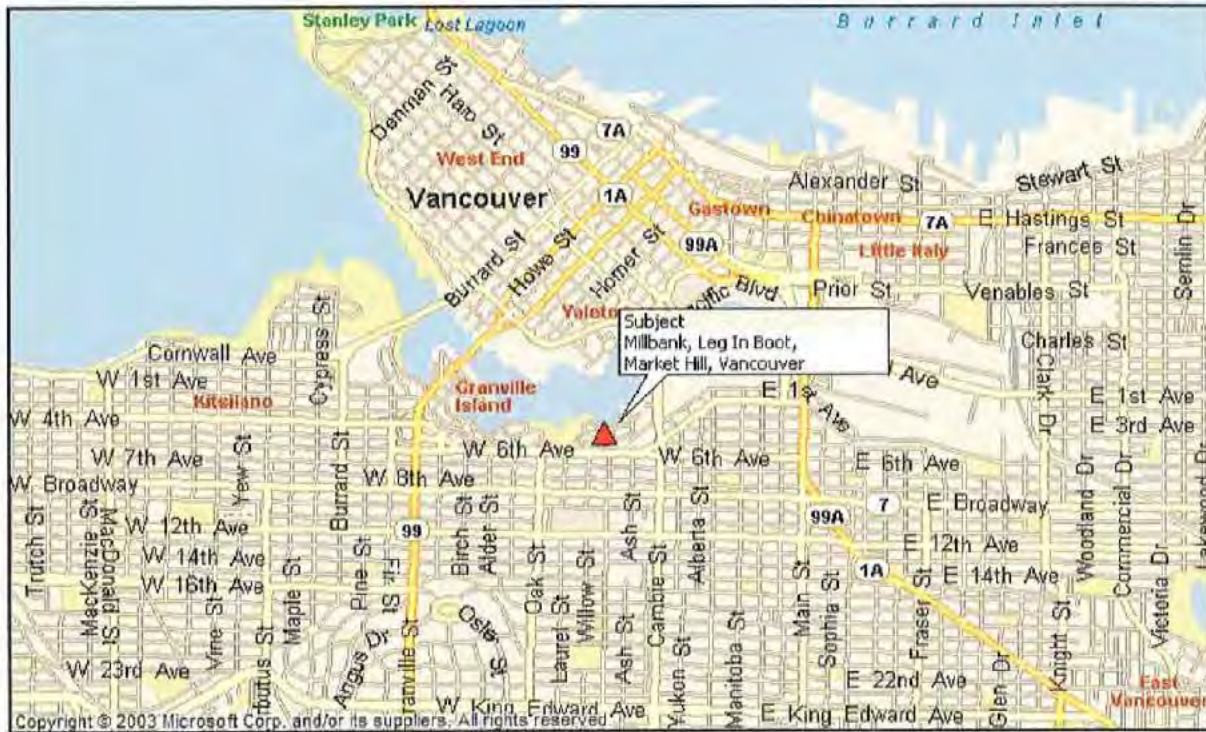 Stanley Park
Lost Lagoon
Burrard Inlet
Denman St
Haro St
7A
99
West End
Vancouver
1A
Alexander St
Stewart St
Gastown
Chinatown
7A
E Hastings St
Semlin Dr
Burrard St
Howe St
Homer St
99A
Little Italy
Frances St
Prior St
Venables St
Subject
Millbank, Leg In Boot,
Market Hill, Vancouver
Cornwall Ave
Cypress St
Charles St
W 1st Ave
Kitsilano
Granville
Island
E 1st Ave
Clark Dr
E 1st Ave
W 4th Ave
E 3rd Ave
W 6th Ave
W 6th Ave
W 7th Ave
W 8th Ave
E 6th Ave
Yew St
W Broadway
7
E Broadway
Trutch St
MacKenzie St
MacDonald St
W 12th Ave
Burrard St
99
Birch St
Alder St
Ash St
Alberta St
99A
E 12th Ave
Woodland Dr
Commercial Dr
Lakewood Dr
W 14th Ave
W 16th Ave
Pine St
Fir St
Oak St
Willow St
Cambie St
Main St
1A
E 14th Ave
Vine St
Maple St
Angus Dr
Osler St
Laurel St
Ash St
Yukon St
Manitoba St
Sophia St
Fraser St
Knight St
Victoria Dr
W 23rd Ave
E 22nd Ave
Glen Dr
East
Vancouver
W King Edward Ave
E King Edward Ave
Copyright © 2003 Microsoft Corp. and/or its suppliers. All rights reserved